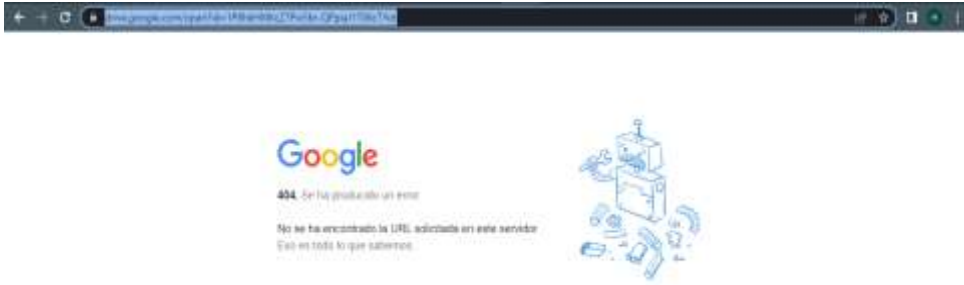 Google
404. Se ha producido un error
No se ha encontrado la URL solicitada en este servidor
Eso es todo lo que sabemos.